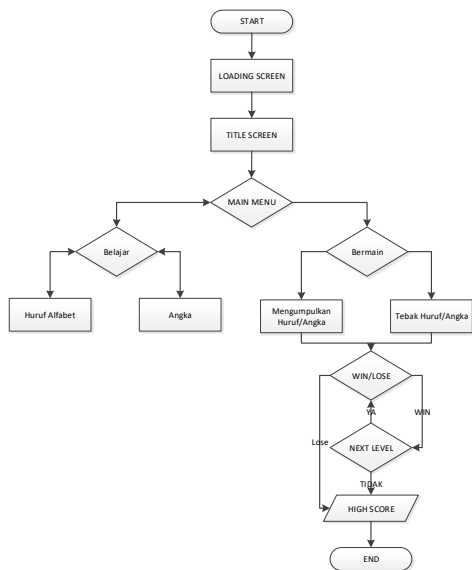 START
LOADING SCREEN
TITLE SCREEN
MAIN MENU
Belajar
Bermain
Huruf Alfabet
Angka
Mengumpulkan
Huruf/Angka
Tebak Huruf/Angka
WIN/LOSE
YA
WIN
Lose
NEXT LEVEL
TIDAK
HIGH SCORE
END